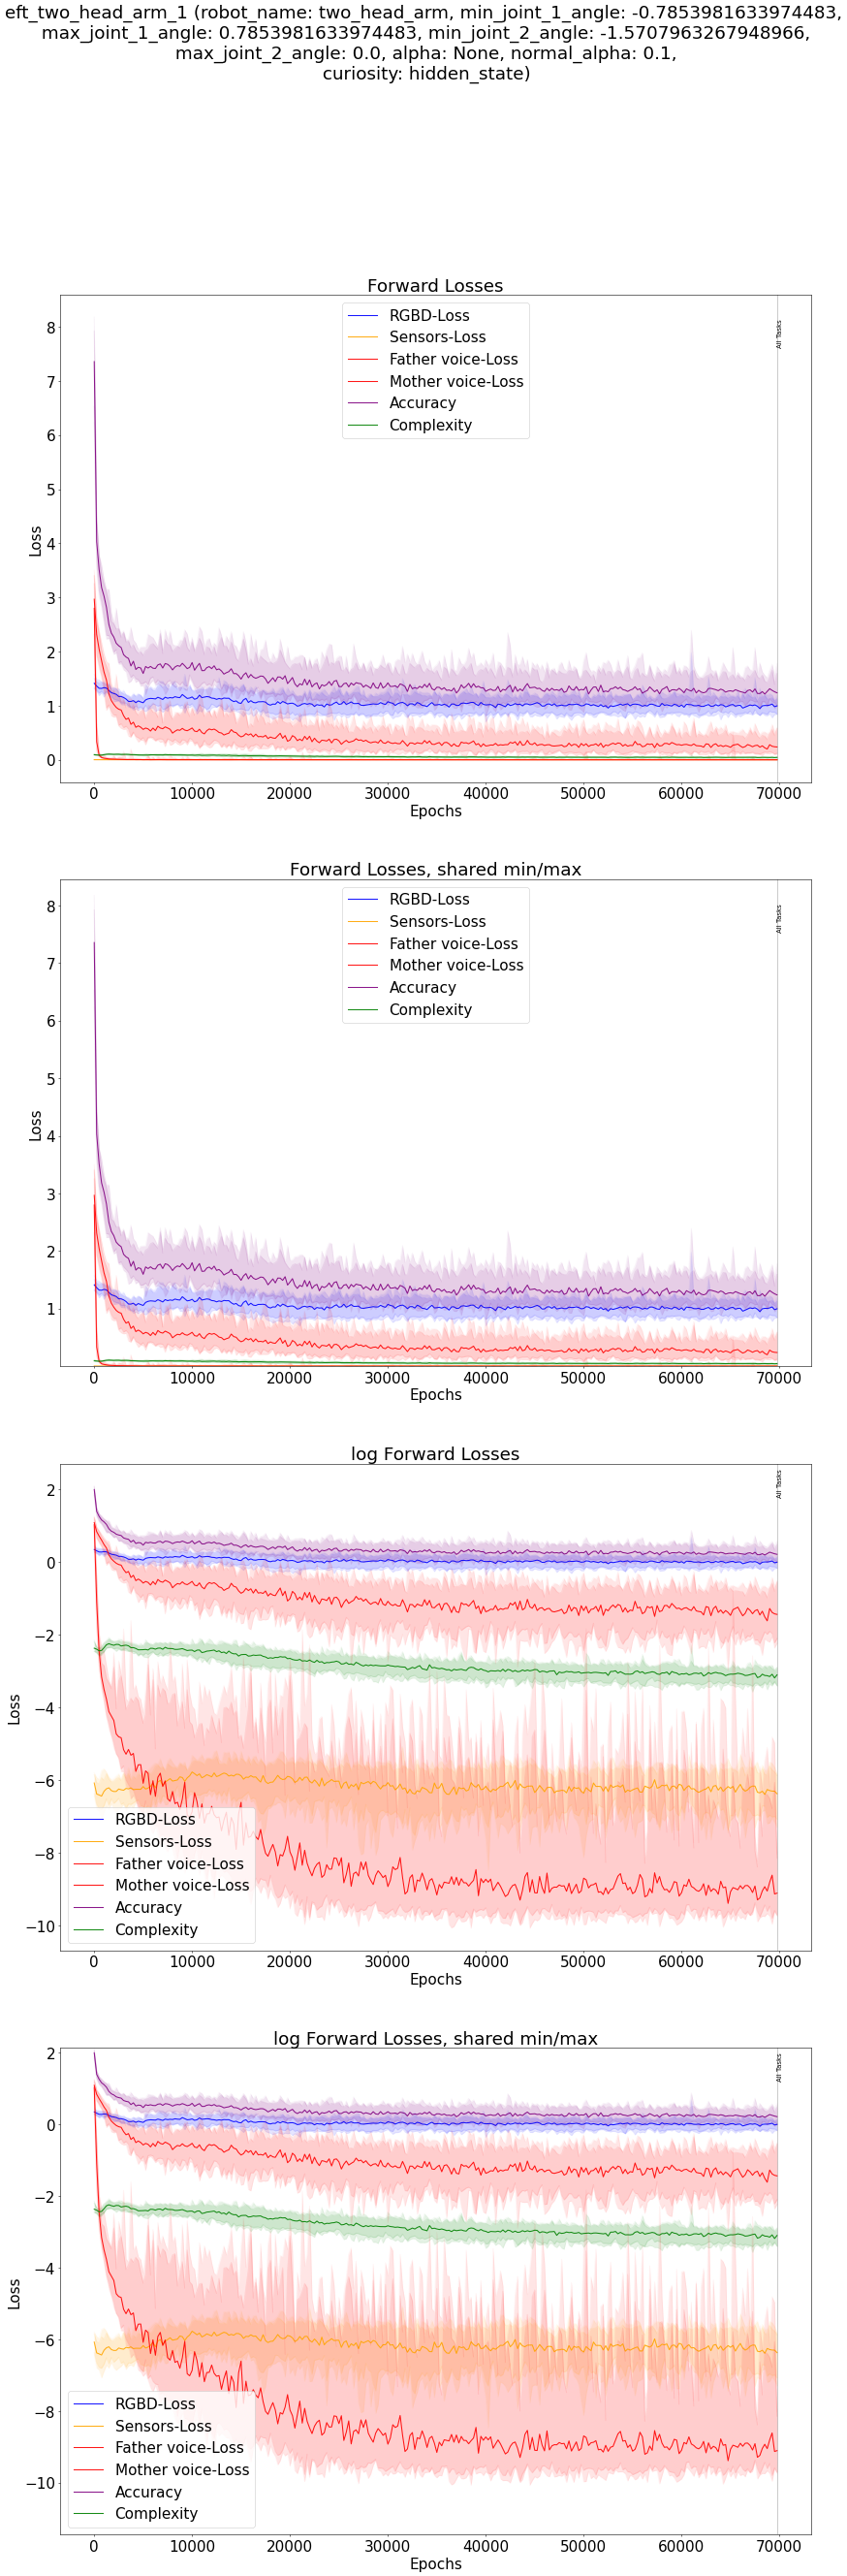 eft_two_head_arm_1 (robot_name: two_head_arm, min_joint_1_angle: -0.7853981633974483,
max_joint_1_angle: 0.7853981633974483, min_joint_2_angle: -1.5707963267948966,
max_joint_2_angle: 0.0, alpha: None, normal_alpha: 0.1,
curiosity: hidden_state)
Forward Losses
RGBD-Loss
Sensors-Loss
Father voice-Loss
Mother voice-Loss
Accuracy
Complexity
All Tasks
8
7
6
5
4
3
2
1
0
Loss
0 10000 20000 30000 40000 50000 60000 70000
Epochs
Forward Losses, shared min/max
RGBD-Loss
Sensors-Loss
Father voice-Loss
Mother voice-Loss
Accuracy
Complexity
All Tasks
8
7
6
5
4
3
2
1
Loss
0 10000 20000 30000 40000 50000 60000 70000
Epochs
log Forward Losses
All Tasks
2
0
−2
−4
−6
−8
−10
Loss
RGBD-Loss
Sensors-Loss
Father voice-Loss
Mother voice-Loss
Accuracy
Complexity
0 10000 20000 30000 40000 50000 60000 70000
Epochs
log Forward Losses, shared min/max
All Tasks
2
0
−2
−4
−6
−8
−10
Loss
RGBD-Loss
Sensors-Loss
Father voice-Loss
Mother voice-Loss
Accuracy
Complexity
0 10000 20000 30000 40000 50000 60000 70000
Epochs